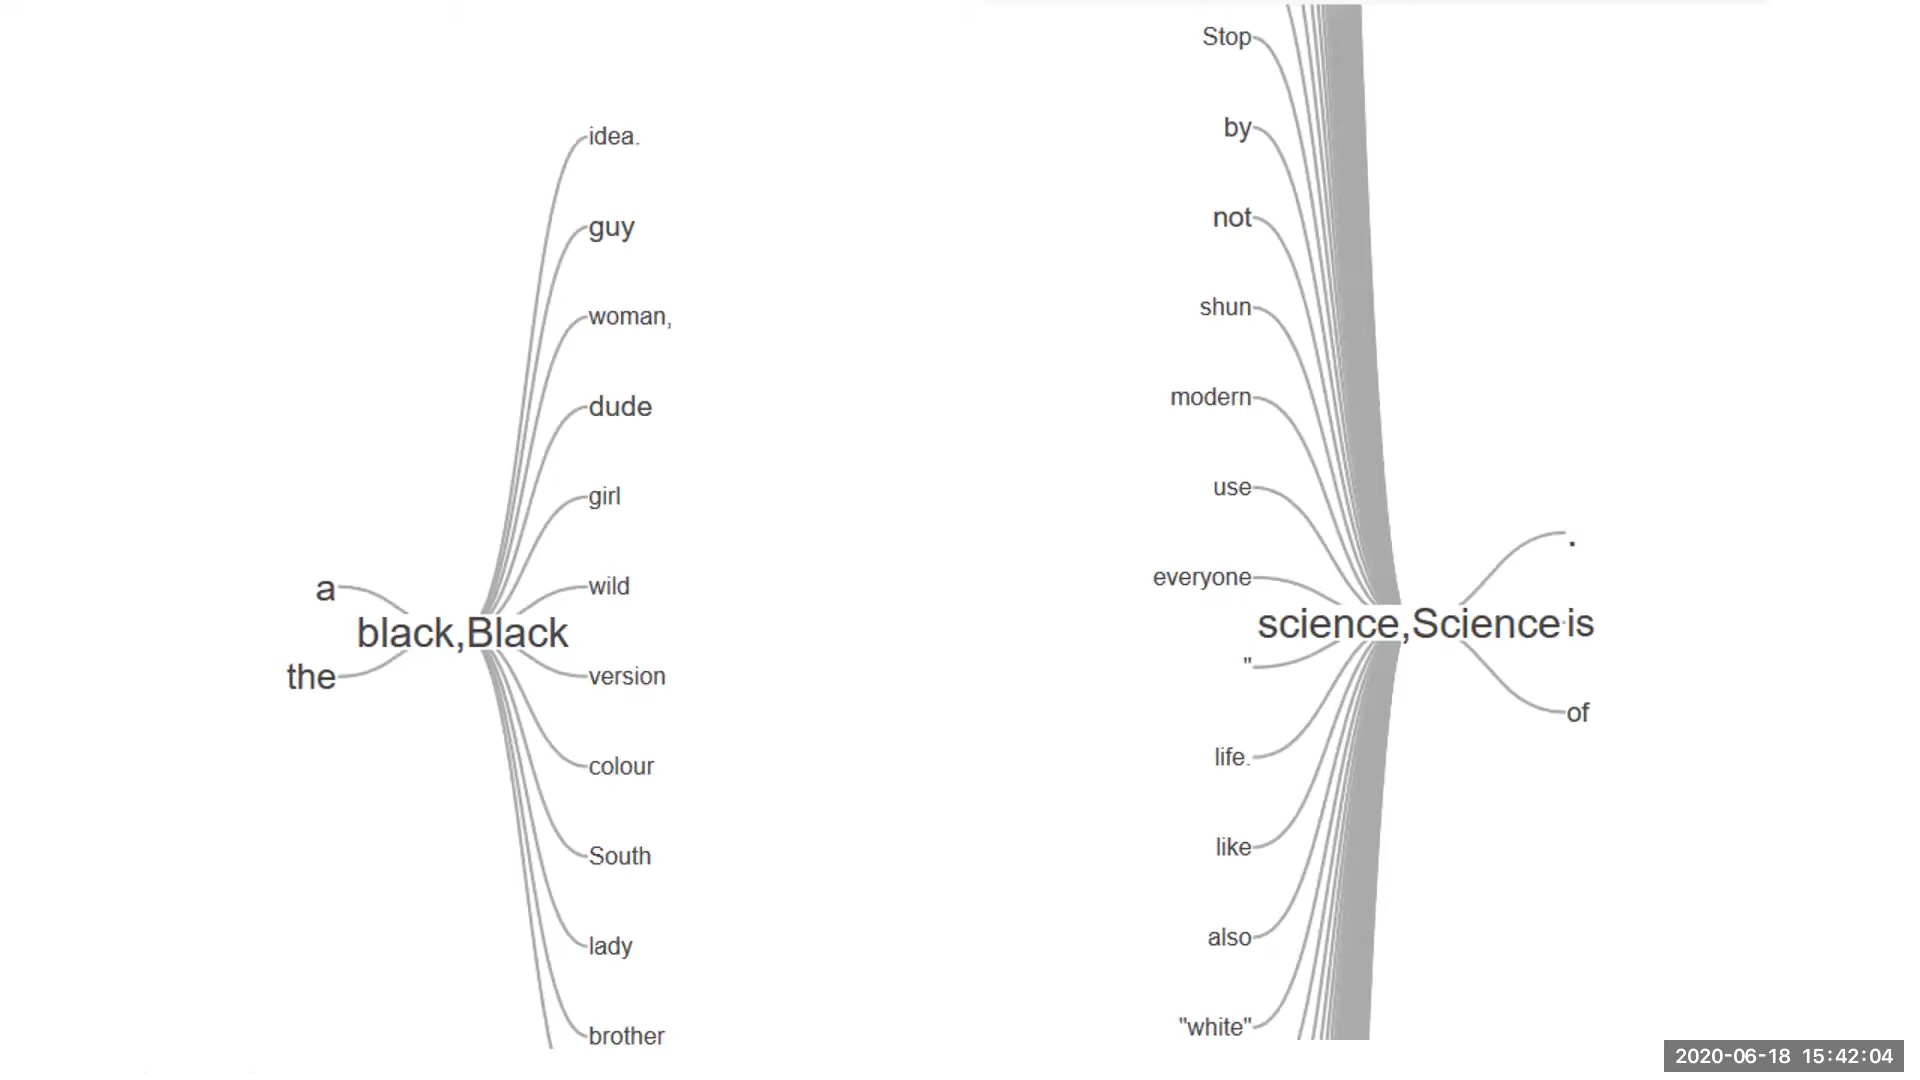 idea.
guy
woman,
dude
girl
wild
a
black,Black
the
version
colour
South
lady
brother
Stop
by
not
shun
modern
use
everyone
science,Science
"
life.
like
also
"white"
.
is
of
2020-06-18 15:42:04